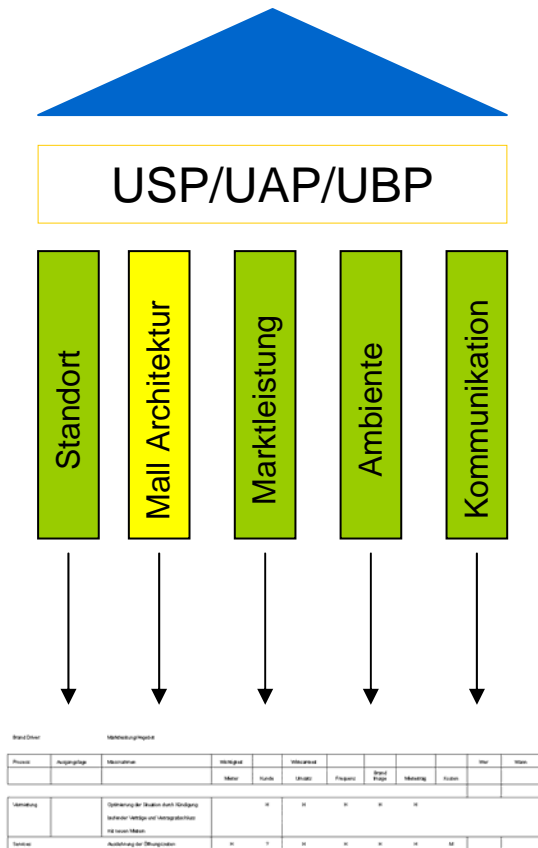 USP/UAP/UBP
Standort
Mall Architektur
Marktleistung
Ambiente
Kommunikation
Brand Driver Marktleistung/Angebot
Prozess Ausgangslage Massnahmen Wichtigkeit Wirksamkeit Wer Wann
Mieter Kunde Umsatz Frequenz Brand Image Mietertrag Kosten
Vermietung Optimierung der Situation durch Kündigung H H H H H
laufender Verträge und Vertragsabschluss
mit neuen Mietern
Services Ausdehnung der Öffnungszeiten H ? H H H H M